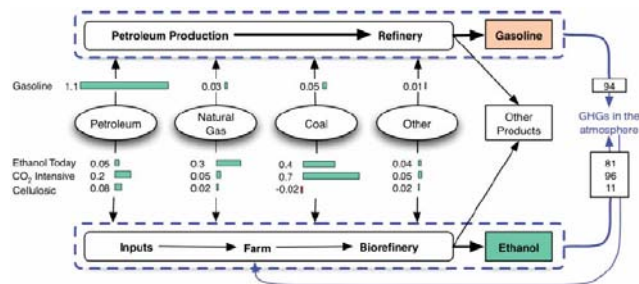 Petroleum Production Refinery Gasoline
Gasoline 1.1 0.03 0.05 0.01 94
GHGs in the
atmosphere
Petroleum Natural Gas Coal Other Other Products
Ethanol Today 0.05 0.3 0.4 0.04 81
CO2 Intensive 0.2 0.05 0.7 0.05 96
Cellulosic 0.08 0.02 -0.02 0.02 11
Inputs Farm Biorefinery Ethanol